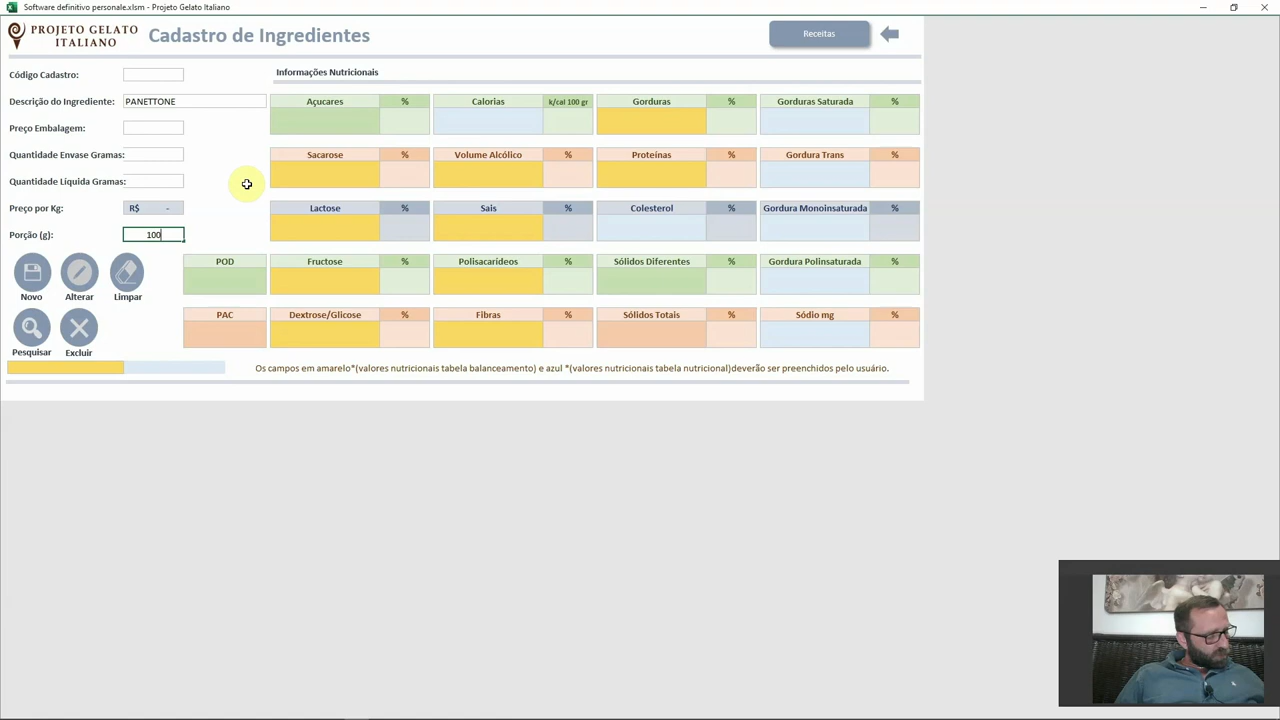 Software definitivo personale.xlsm - Projeto Gelato Italiano
PROJETO GELATO
ITALIANO
Cadastro de Ingredientes
Receitas
Código Cadastro:
Informações Nutricionais
Descrição do Ingrediente: PANETTONE
Açucares % Calorias k/cal 100 gr Gorduras % Gorduras Saturada %
Preço Embalagem:
Quantidade Envase Gramas:
Sacarose % Volume Alcólico % Proteínas % Gordura Trans %
Quantidade Líquida Gramas:
Preço por Kg: R$ -
Lactose % Sais % Colesterol % Gordura Monoinsaturada %
Porção (g): 100
POD Fructose % Polisacarideos % Sólidos Diferentes % Gordura Polinsaturada %
Novo Alterar Limpar
PAC Dextrose/Glicose % Fibras % Sólidos Totais % Sódio mg %
Pesquisar Excluir
Os campos em amarelo*(valores nutricionais tabela balanceamento) e azul *(valores nutricionais tabela nutricional)deverão ser preenchidos pelo usuário.